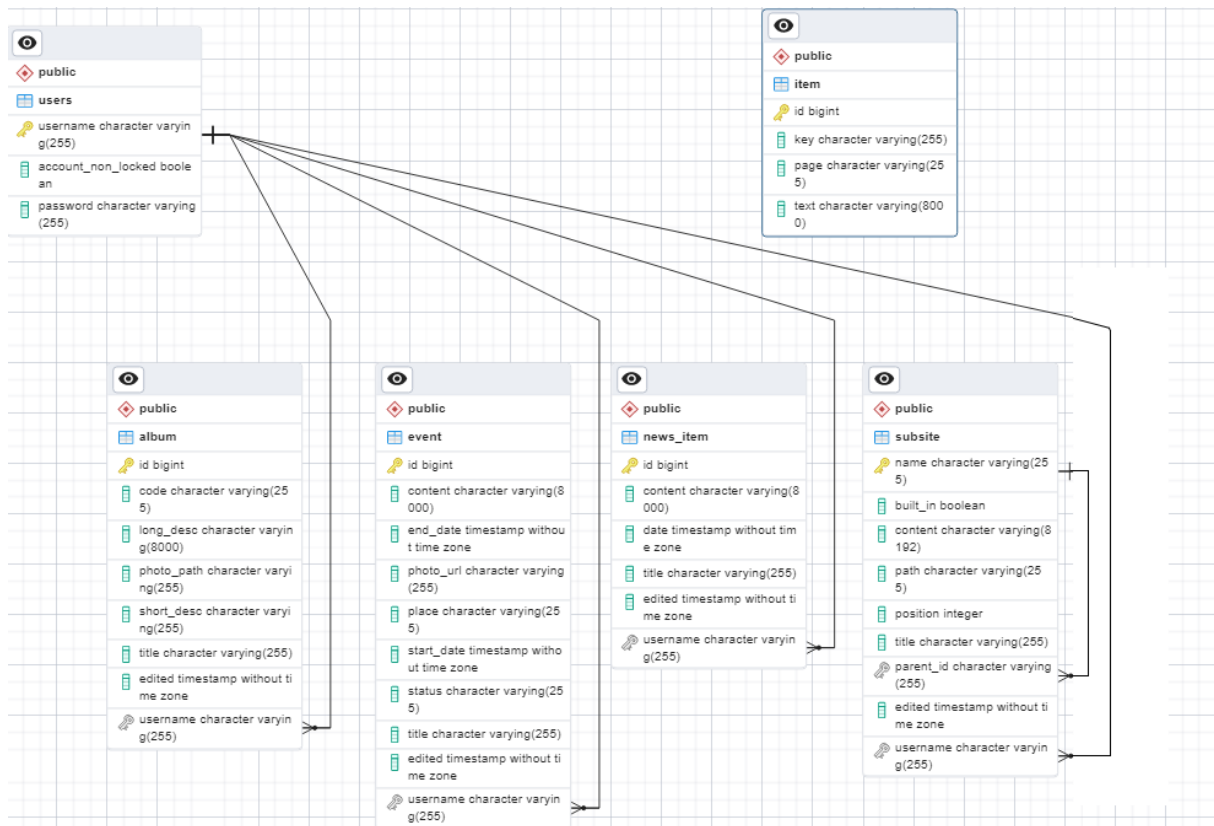 public
users
username character varyin
g(255)
account_non_locked boole
an
password character varying
(255)
public
item
id bigint
key character varying(255)
page character varying(25
5)
text character varying(800
0)
public
album
id bigint
code character varying(25
5)
long_desc character varyin
g(8000)
photo_path character varyi
ng(255)
short_desc character varyi
ng(255)
title character varying(255)
edited timestamp without ti
me zone
username character varyin
g(255)
public
event
id bigint
content character varying(8
000)
end_date timestamp withou
t time zone
photo_url character varying
(255)
place character varying(25
5)
start_date timestamp witho
ut time zone
status character varying(25
5)
title character varying(255)
edited timestamp without ti
me zone
username character varyin
g(255)
public
news_item
id bigint
content character varying(8
000)
date timestamp without tim
e zone
title character varying(255)
edited timestamp without ti
me zone
username character varyin
g(255)
public
subsite
name character varying(25
5)
built_in boolean
content character varying(8
192)
path character varying(25
5)
position integer
title character varying(255)
parent_id character varying
(255)
edited timestamp without ti
me zone
username character varyin
g(255)